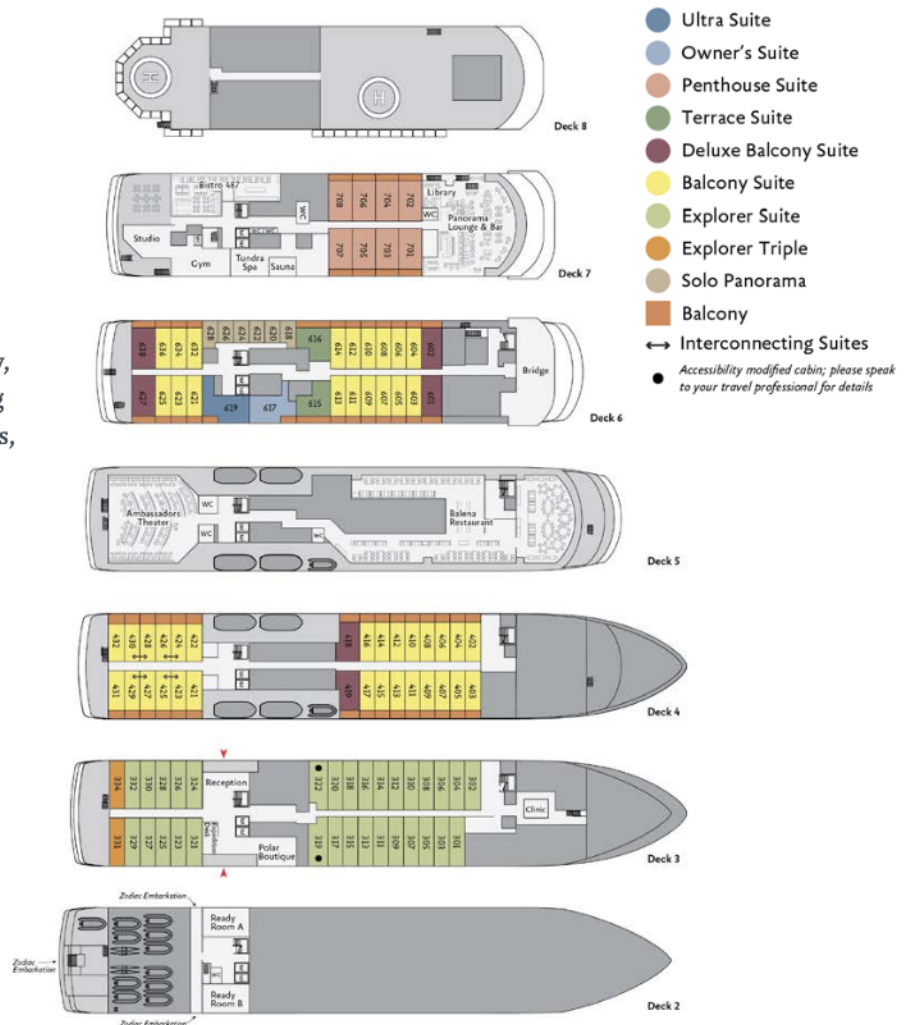 Ultra Suite
Owner's Suite
Penthouse Suite
Terrace Suite
Deluxe Balcony Suite
Balcony Suite
Explorer Suite
Explorer Triple
Solo Panorama
Balcony
Interconnecting Suites
Accessibility modified cabin; please speak
to your travel professional for details
H
H
Deck 8
Bistro 487
Library
WC
708 706 704 702
WC
Panorama
Lounge & Bar
Studio
Gym
Tundra
Spa
Sauna
707 705 703 701
Deck 7
638 636 634 632 628 626 624 622 620 618 616 614 612 610 608 606 604 602
Bridge
627 625 623 621 619 617 615 613 611 609 607 605 603 601
Deck 6
g
s,
Ambassadors
Theater
WC
WC
WC
Balena
Restaurant
Deck 5
432 430 428 426 424 422 418 416 414 412 410 408 406 404 402
431 429 427 425 423 421 419 417 415 413 411 409 407 405 403
Deck 4
334 332 330 328 326 324
Reception
322 320 318 316 314 312 310 308 306 304 302
Clinic
Expedition
Desk
Polar
Boutique
331 329 327 325 323 321 319 317 315 313 311 309 307 305 303 301
Deck 3
Zodiac Embarkation
Ready
Room A
Zodiac
Embarkation
WC
Ready
Room B
Deck 2
Zodiac Embarkation